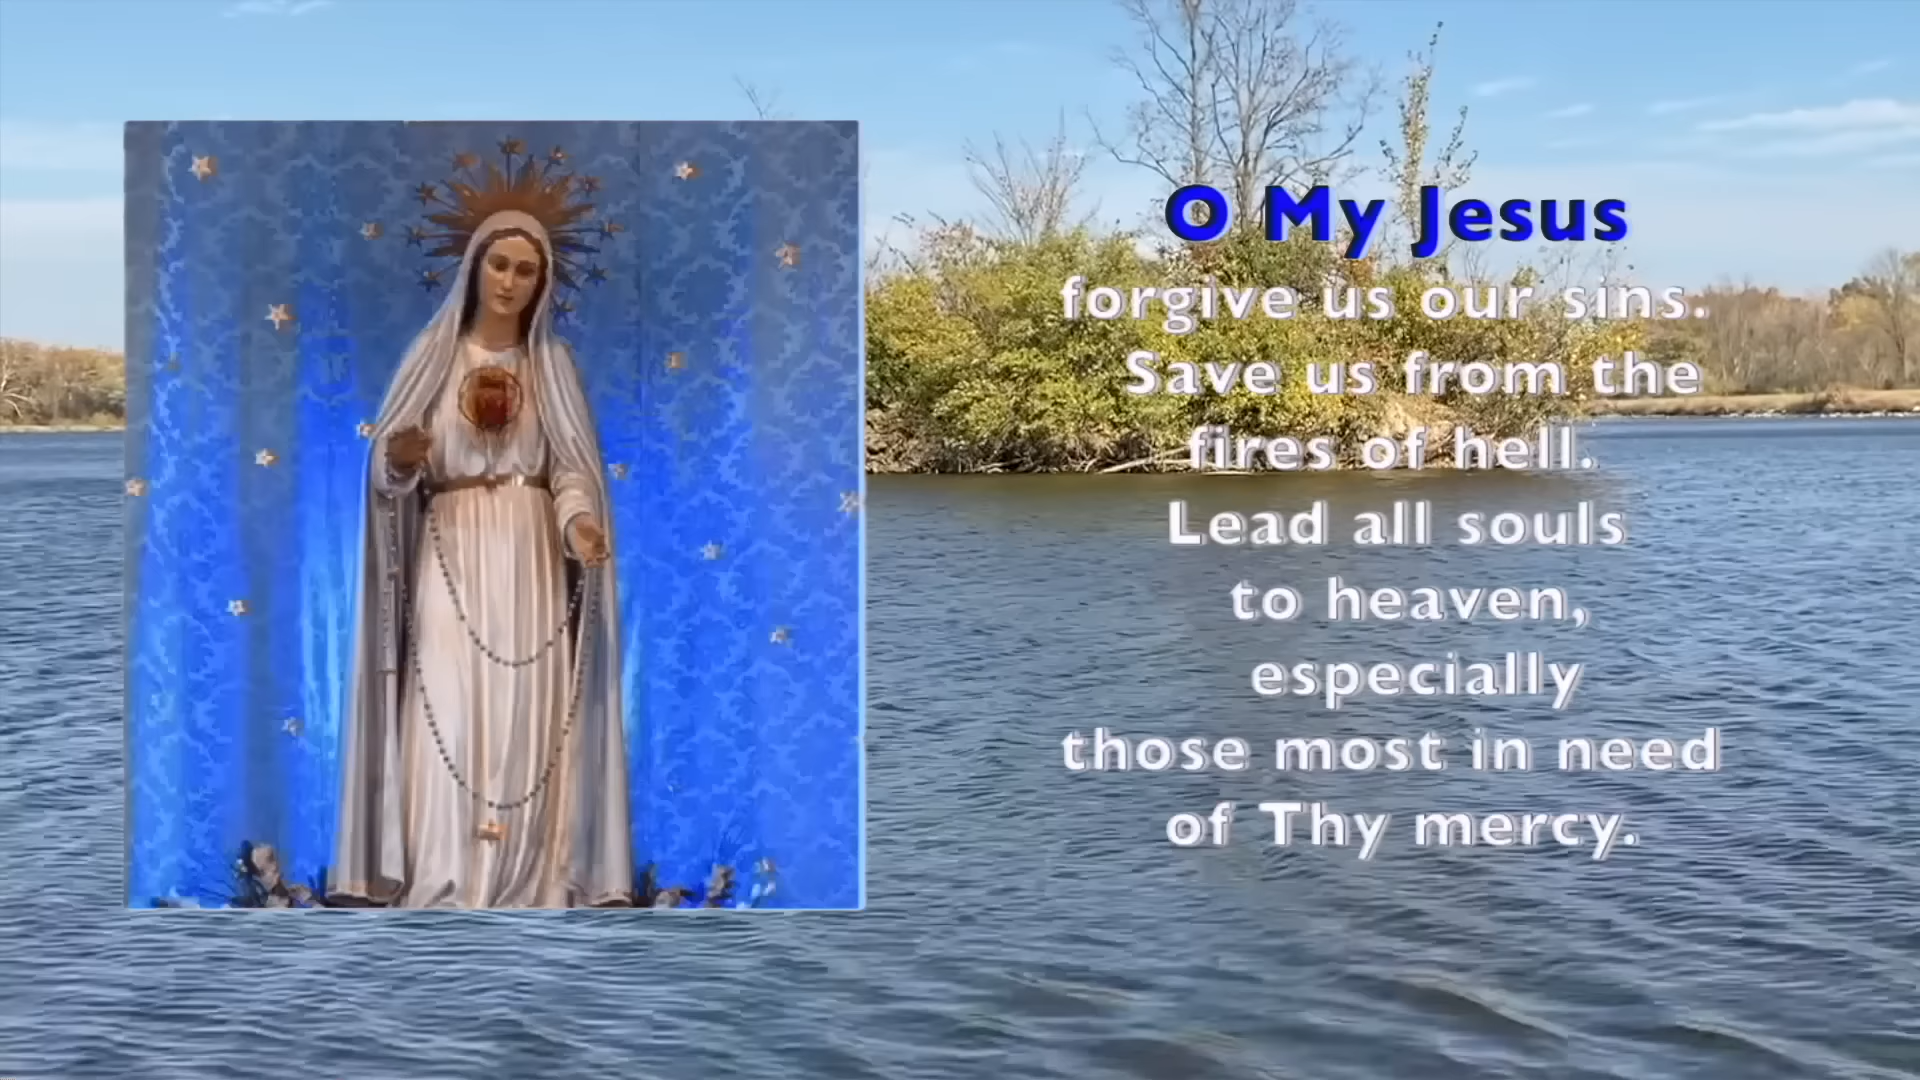 O My Jesus
forgive us our sins.
Save us from the
fires of hell.
Lead all souls
to heaven,
especially
those most in need
of Thy mercy.